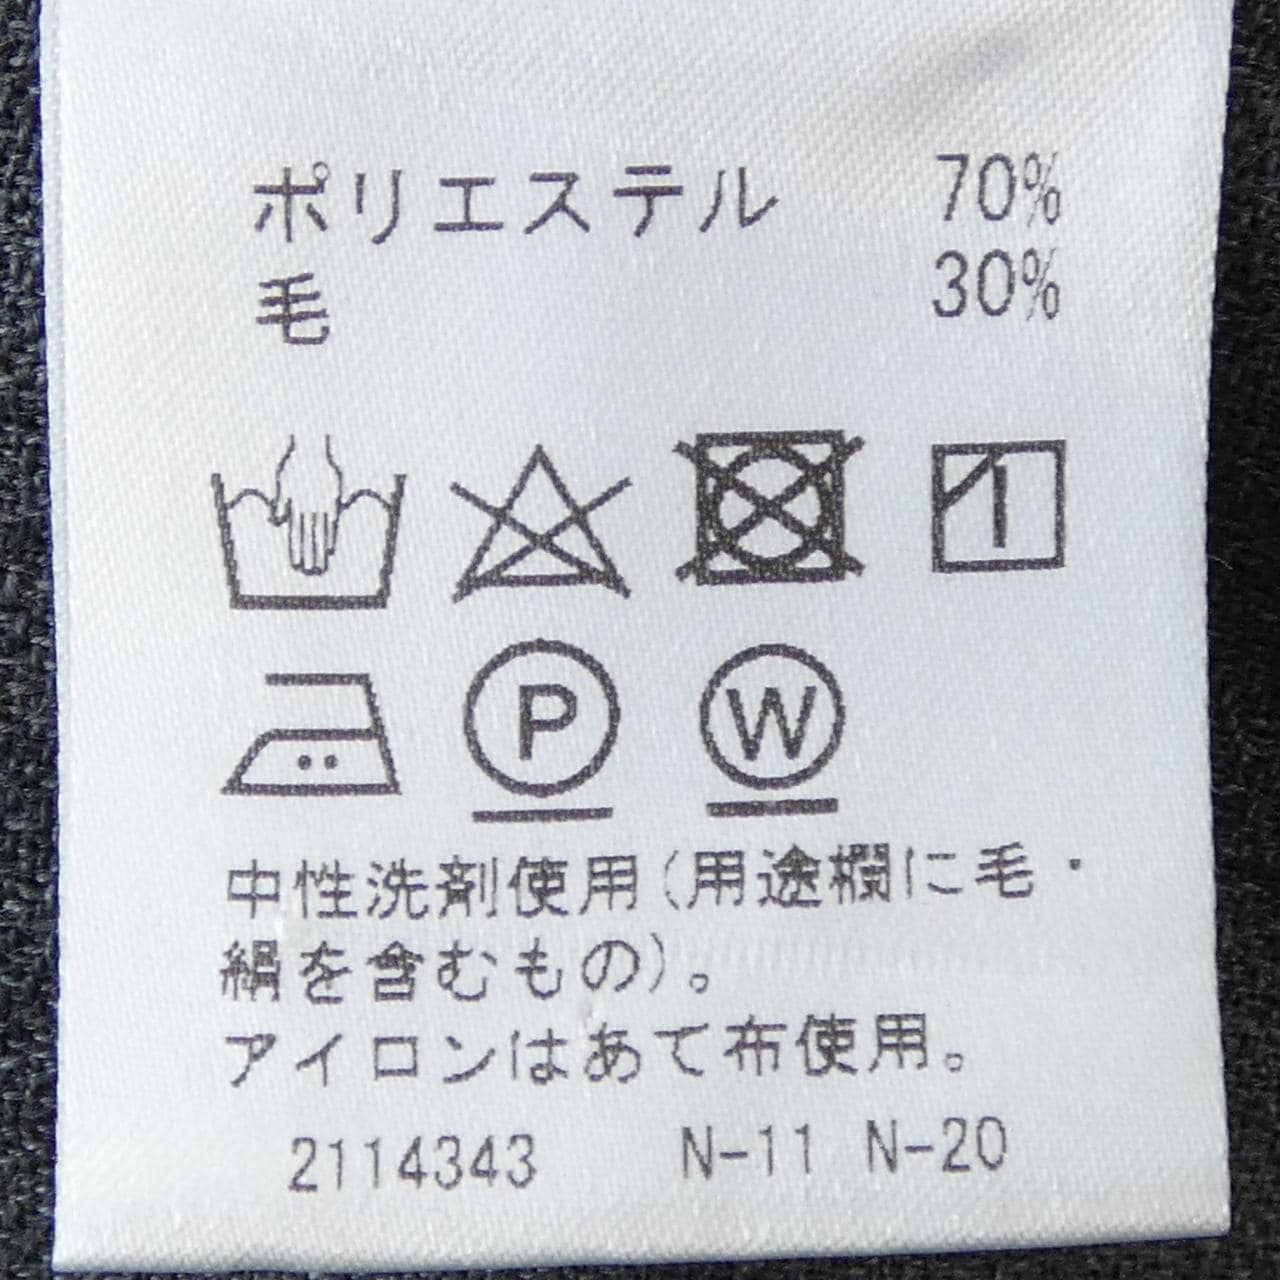 ポリエステル 70%
毛 30%
P W
中性洗剤使用(用途欄に毛・
絹を含むもの)。
アイロンはあて布使用。
2114343 N-11 N-20